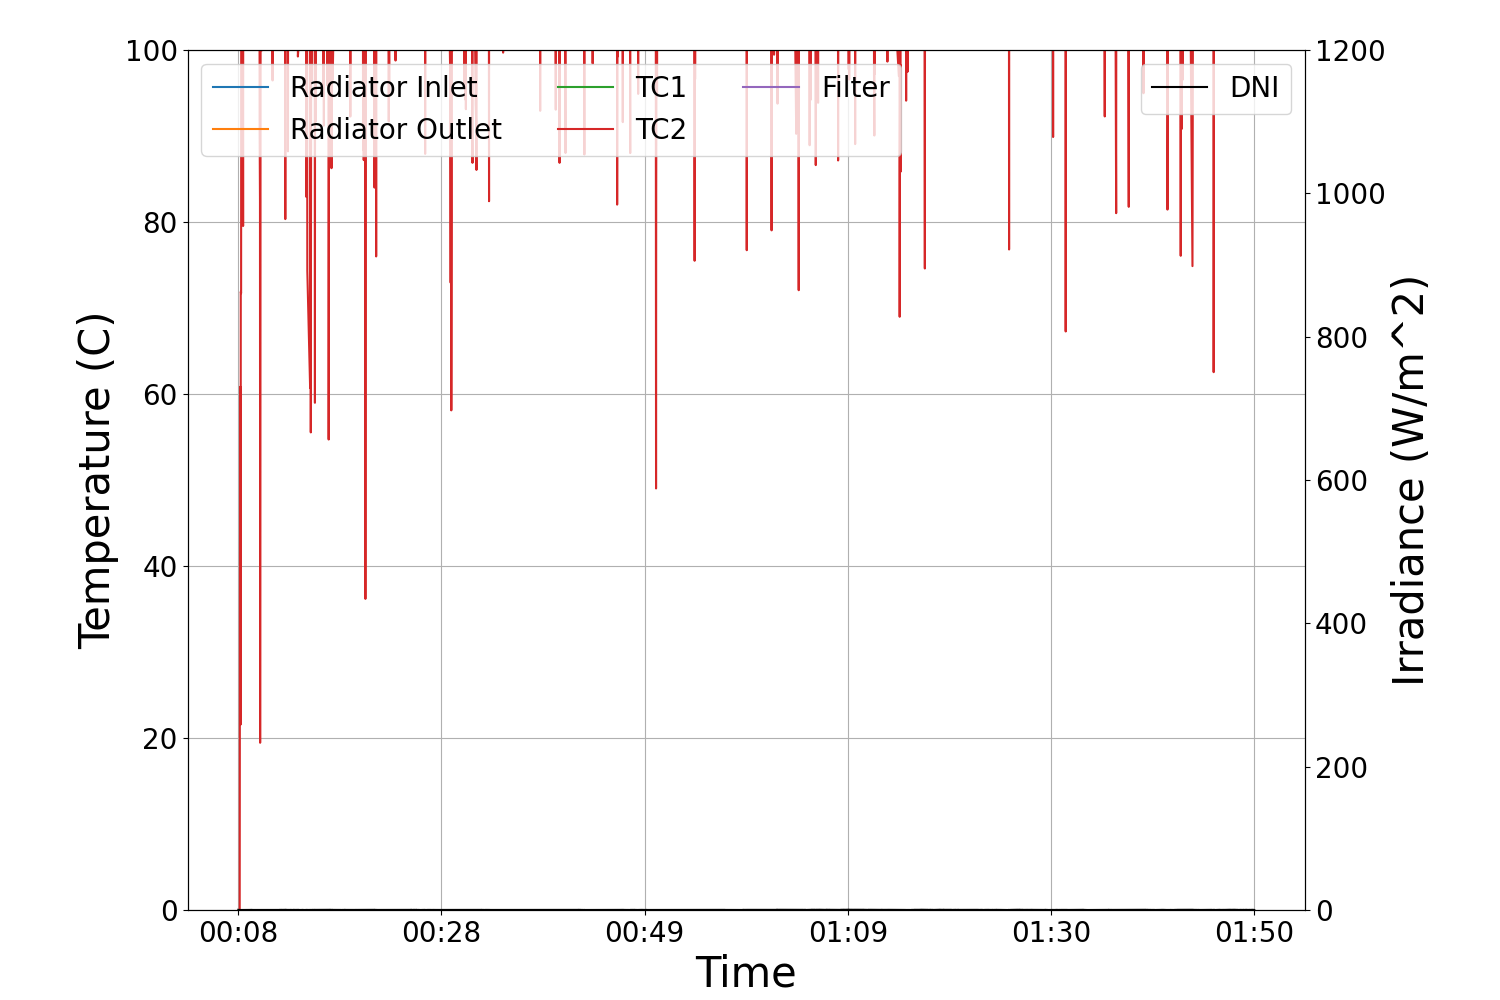 100
80
60
40
20
0
Temperature (C)
Radiator Inlet
Radiator Outlet
TC1
TC2
Filter
DNI
1200
1000
800
600
400
200
0
Irradiance (W/m^2)
00:08 00:28 00:49 01:09 01:30 01:50
Time